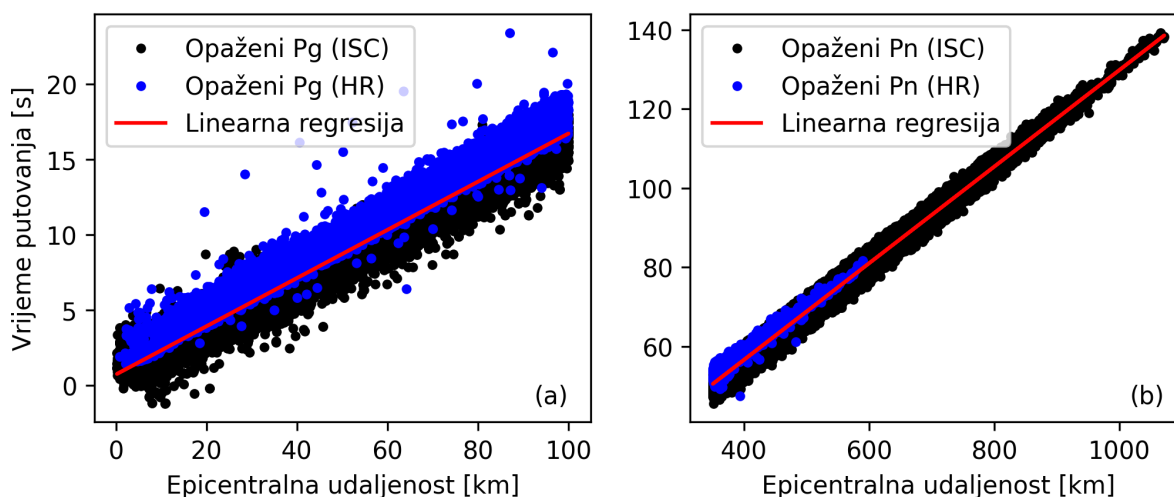 Opaženi Pg (ISC)
Opaženi Pg (HR)
Linearna regresija
20
15
10
5
0
Vrijeme putovanja [s]
(a)
0 20 40 60 80 100
Epicentralna udaljenost [km]
Opaženi Pn (ISC)
Opaženi Pn (HR)
Linearna regresija
140
120
100
80
60
(b)
400 600 800 1000
Epicentralna udaljenost [km]